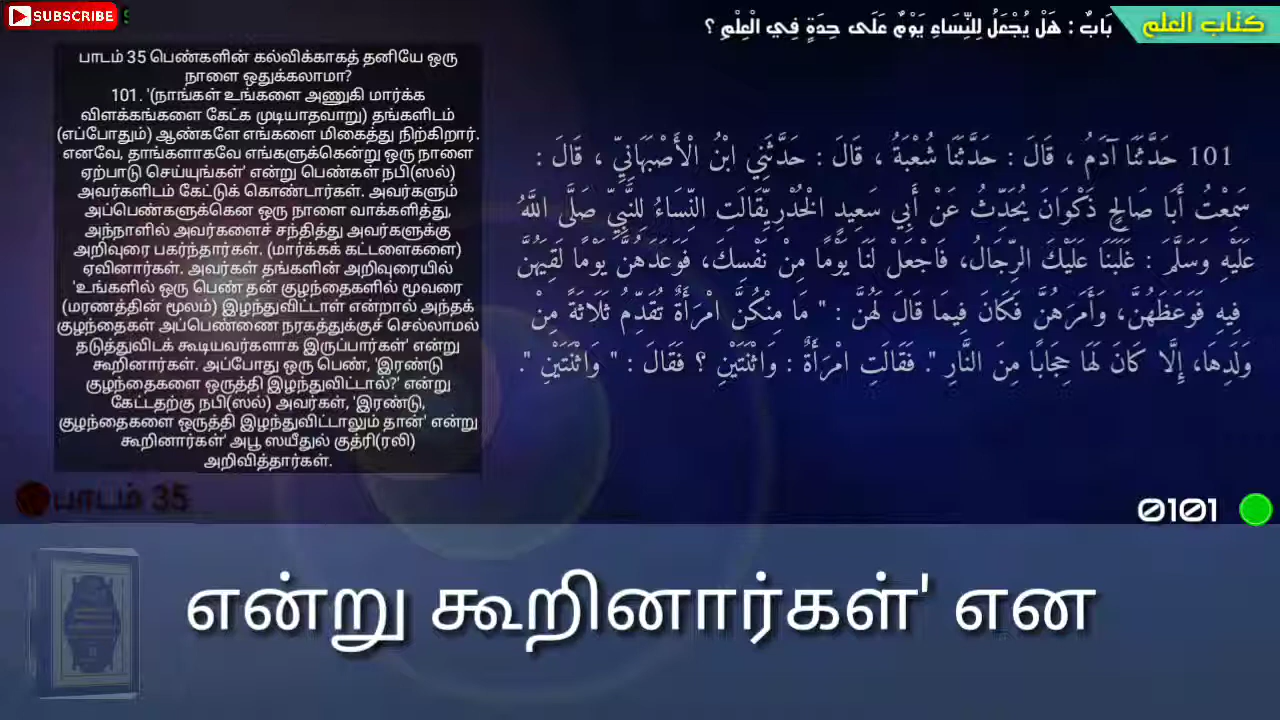 SUBSCRIBE
بَابٌ : هَلْ يُجْعَلُ لِلنِّسَاءِ يَوْمٌ عَلَى حِدَةٍ فِي الْعِلْمِ ؟
كتاب العلم
பாடம் 35 பெண்களின் கல்விக்காகத் தனியே ஒரு
நாளை ஒதுக்கலாமா?
101. '(நாங்கள் உங்களை அணுகி மார்க்க
விளக்கங்களை கேட்க முடியாதவாறு) தங்களிடம்
(எப்போதும்) ஆண்களே எங்களை மிகைத்து நிற்கிறார்.
எனவே, தாங்களாகவே எங்களுக்கென்று ஒரு நாளை
ஏற்பாடு செய்யுங்கள்' என்று பெண்கள் நபி(ஸல்)
அவர்களிடம் கேட்டுக் கொண்டார்கள். அவர்களும்
அப்பெண்களுக்கென ஒரு நாளை வாக்களித்து,
அந்நாளில் அவர்களைச் சந்தித்து அவர்களுக்கு
அறிவுரை பகர்ந்தார்கள். (மார்க்கக் கட்டளைகளை)
ஏவினார்கள். அவர்கள் தங்களின் அறிவுரையில்
'உங்களில் ஒரு பெண் தன் குழந்தைகளில் மூவரை
(மரணத்தின் மூலம்) இழந்துவிட்டாள் என்றால் அந்தக்
குழந்தைகள் அப்பெண்ணை நரகத்துக்குச் செல்லாமல்
தடுத்துவிடக் கூடியவர்களாக இருப்பார்கள்' என்று
கூறினார்கள். அப்போது ஒரு பெண், 'இரண்டு
குழந்தைகளை ஒருத்தி இழந்துவிட்டால்?' என்று
கேட்டதற்கு நபி(ஸல்) அவர்கள், 'இரண்டு,
குழந்தைகளை ஒருத்தி இழந்துவிட்டாலும் தான்' என்று
கூறினார்கள்' அபூ ஸயீதுல் குத்ரி(ரலி)
அறிவித்தார்கள்.
101 حَدَّثَنَا آدَمُ ، قَالَ : حَدَّثَنَا شُعْبَةُ ، قَالَ : حَدَّثَنِي ابْنُ الْأَصْبَهَانِيِّ ، قَالَ :
سَمِعْتُ أَبَا صَالِحٍ ذَكْوَانَ يُحَدِّثُ عَنْ أَبِي سَعِيدٍ الْخُدْرِيِّقَالَتِ النِّسَاءُ لِلنَّبِيِّ صَلَّى اللَّهُ
عَلَيْهِ وَسَلَّمَ : غَلَبَنَا عَلَيْكَ الرِّجَالُ، فَاجْعَلْ لَنَا يَوْمًا مِنْ نَفْسِكَ، فَوَعَدَهُنَّ يَوْمًا لَقِيَهُنَّ
فِيهِ فَوَعَظَهُنَّ، وَأَمَرَهُنَّ فَكَانَ فِيمَا قَالَ لَهُنَّ : " مَا مِنْكُنَّ امْرَأَةٌ تُقَدِّمُ ثَلَاثَةً مِنْ
وَلَدِهَا، إِلَّا كَانَ لَهَا حِجَابًا مِنَ النَّارِ ". فَقَالَتِ امْرَأَةٌ : وَاثْنَتَيْنِ ؟ فَقَالَ : " وَاثْنَتَيْنِ ".
பாடம் 35
0101
என்று கூறினார்கள்' என